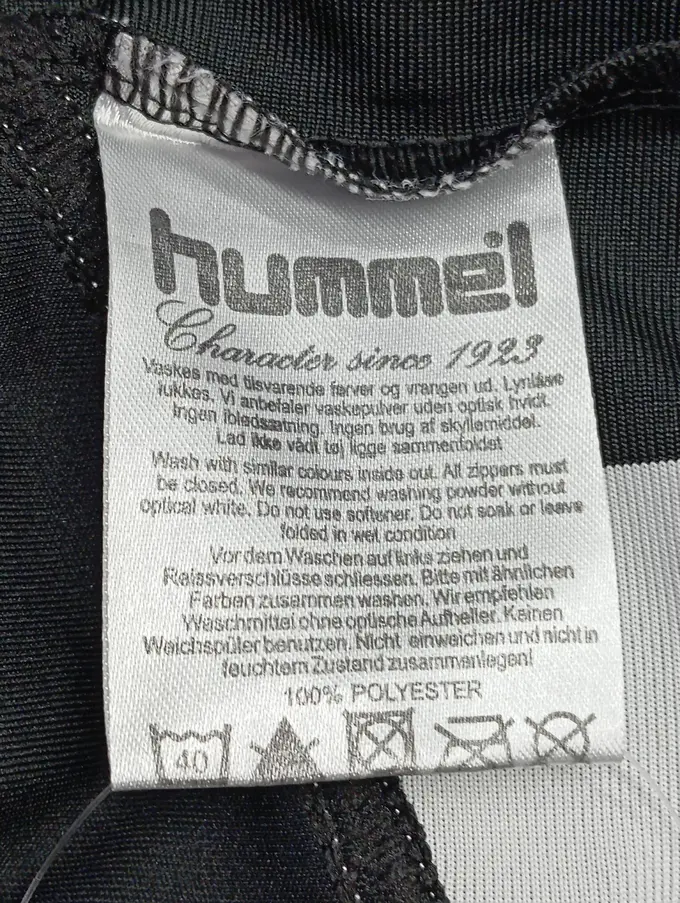 hummel
Character since 1923
Vaskes med tilsvarende farver og vrangen ud. Lynlåse
lukkes. Vi anbefaler vaskepulver uden optisk hvidt.
Ingen iblødsætning. Ingen brug af skyllemiddel.
Lad ikke vådt tøj ligge sammenfoldet
Wash with similar colours inside out. All zippers must
be closed. We recommend washing powder without
optical white. Do not use softener. Do not soak or leave
folded in wet condition
Vor dem Waschen auf links ziehen und
Reissverschlüsse schliessen. Bitte mit ähnlichen
Farben zusammen washen. Wir empfehlen
Waschmittel ohne optische Aufheller. Keinen
Weichspüler benutzen. Nicht einweichen und nicht in
feuchtem Zustand zusammenlegen!
100% POLYESTER
40